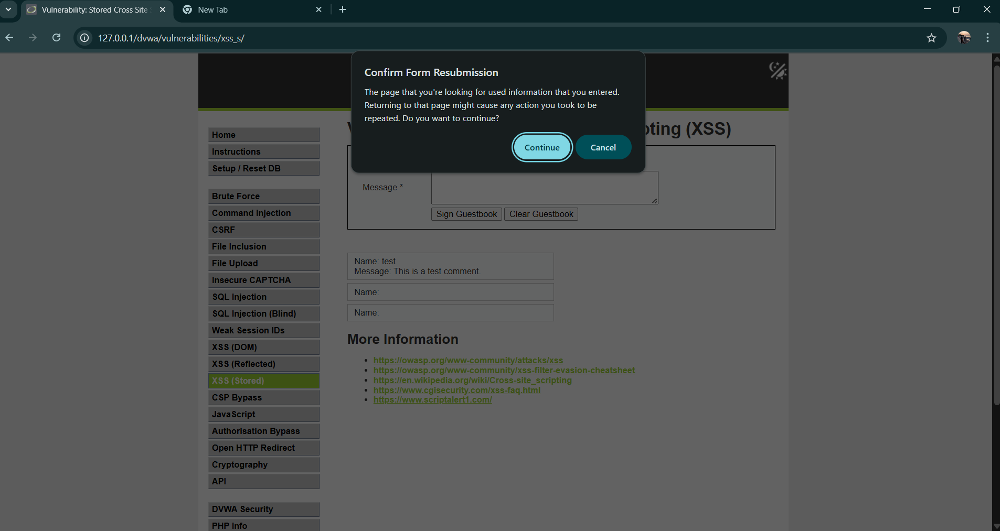 Vulnerability: Stored Cross Site
New Tab
127.0.0.1/dvwa/vulnerabilities/xss_s/
Confirm Form Resubmission
The page that you're looking for used information that you entered.
Returning to that page might cause any action you took to be
repeated. Do you want to continue?
Continue
Cancel
Home
Instructions
Setup / Reset DB
Brute Force
Command Injection
CSRF
File Inclusion
File Upload
Insecure CAPTCHA
SQL Injection
SQL Injection (Blind)
Weak Session IDs
XSS (DOM)
XSS (Reflected)
XSS (Stored)
CSP Bypass
JavaScript
Authorisation Bypass
Open HTTP Redirect
Cryptography
API
DVWA Security
PHP Info
pting (XSS)
Message *
Sign Guestbook
Clear Guestbook
Name: test
Message: This is a test comment.
Name:
Name:
More Information
https://owasp.org/www-community/attacks/xss
https://owasp.org/www-community/xss-filter-evasion-cheatsheet
https://en.wikipedia.org/wiki/Cross-site_scripting
https://www.cgisecurity.com/xss-faq.html
https://www.scriptalert1.com/